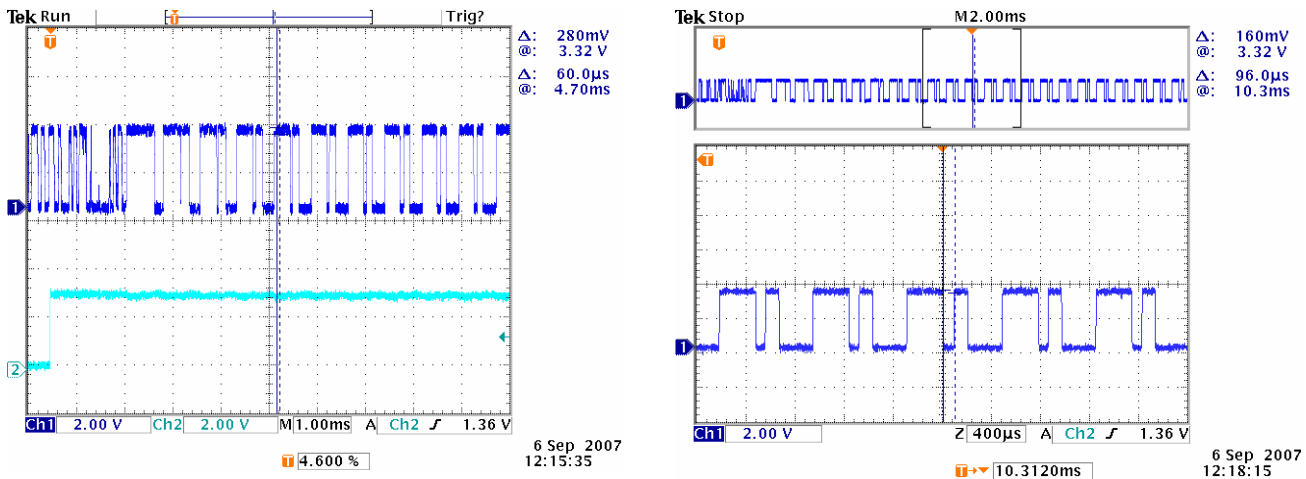 Tek Run
Trig?
T
T
Δ: 280mV
@: 3.32 V
Δ: 60.0µs
@: 4.70ms
1
2
Ch1 2.00 V Ch2 2.00 V M 1.00ms A Ch2 1.36 V
6 Sep 2007
12:15:35
T 4.600 %
Tek Stop
M2.00ms
T
Δ: 160mV
@: 3.32 V
Δ: 96.0µs
@: 10.3ms
1
T
1
Ch1 2.00 V Z 400µs A Ch2 1.36 V
6 Sep 2007
12:18:15
T 10.3120ms